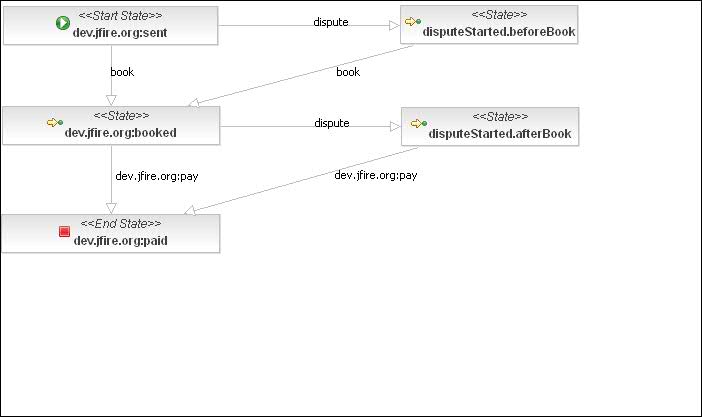 <<Start State>>
dev.jfire.org:sent
dispute
<<State>>
disputeStarted.beforeBook
book
book
<<State>>
dev.jfire.org:booked
dispute
<<State>>
disputeStarted.afterBook
dev.jfire.org:pay
dev.jfire.org:pay
<<End State>>
dev.jfire.org:paid